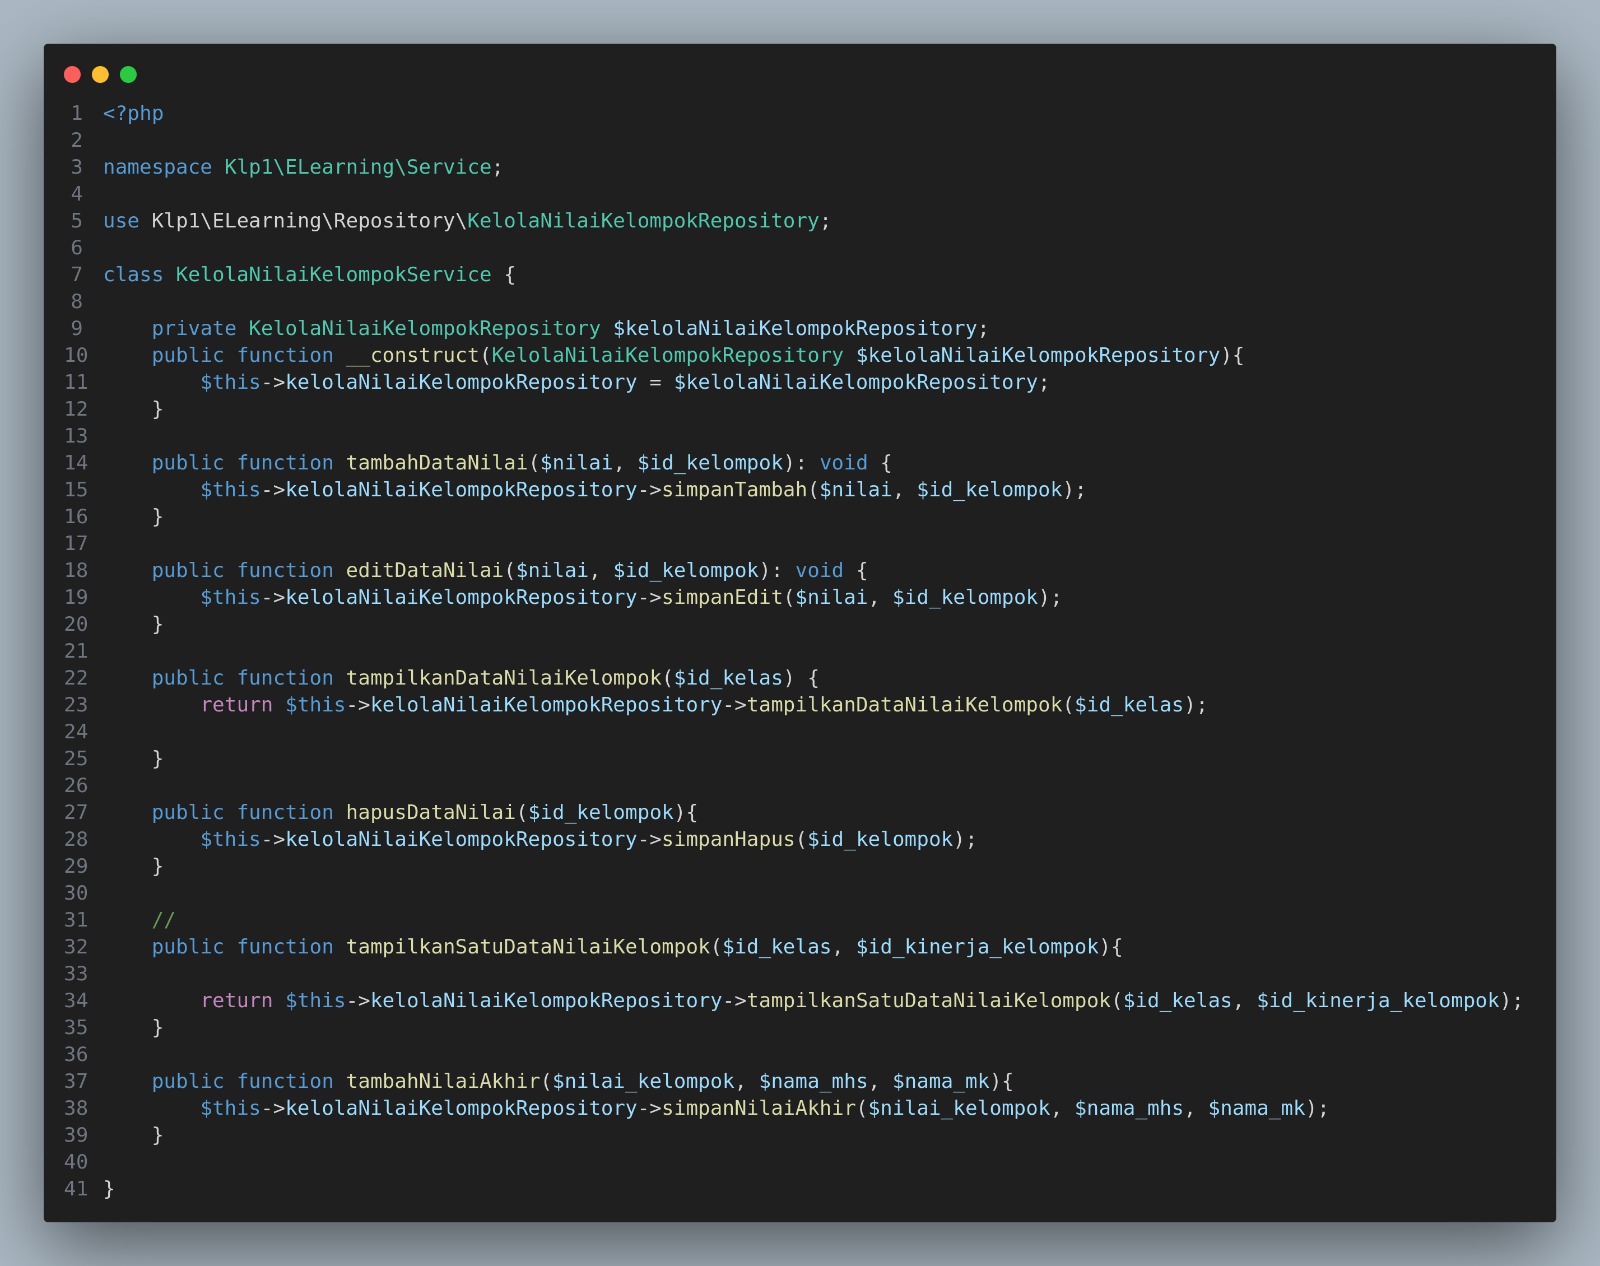 1 <?php
2
3 namespace Klp1\ELearning\Service;
4
5 use Klp1\ELearning\Repository\KelolaNilaiKelompokRepository;
6
7 class KelolaNilaiKelompokService {
8
9     private KelolaNilaiKelompokRepository $kelolaNilaiKelompokRepository;
10     public function __construct(KelolaNilaiKelompokRepository $kelolaNilaiKelompokRepository){
11         $this->kelolaNilaiKelompokRepository = $kelolaNilaiKelompokRepository;
12     }
13
14     public function tambahDataNilai($nilai, $id_kelompok): void {
15         $this->kelolaNilaiKelompokRepository->simpanTambah($nilai, $id_kelompok);
16     }
17
18     public function editDataNilai($nilai, $id_kelompok): void {
19         $this->kelolaNilaiKelompokRepository->simpanEdit($nilai, $id_kelompok);
20     }
21
22     public function tampilkanDataNilaiKelompok($id_kelas) {
23         return $this->kelolaNilaiKelompokRepository->tampilkanDataNilaiKelompok($id_kelas);
24
25     }
26
27     public function hapusDataNilai($id_kelompok){
28         $this->kelolaNilaiKelompokRepository->simpanHapus($id_kelompok);
29     }
30
31     //
32     public function tampilkanSatuDataNilaiKelompok($id_kelas, $id_kinerja_kelompok){
33
34         return $this->kelolaNilaiKelompokRepository->tampilkanSatuDataNilaiKelompok($id_kelas, $id_kinerja_kelompok);
35     }
36
37     public function tambahNilaiAkhir($nilai_kelompok, $nama_mhs, $nama_mk){
38         $this->kelolaNilaiKelompokRepository->simpanNilaiAkhir($nilai_kelompok, $nama_mhs, $nama_mk);
39     }
40
41 }